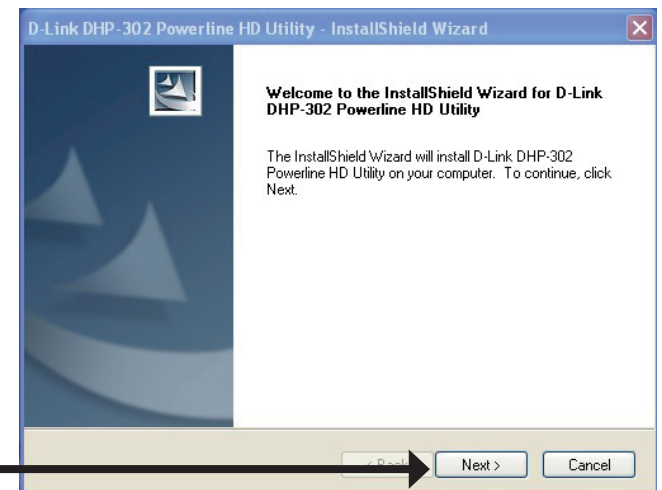 D-Link DHP-302 Powerline HD Utility - InstallShield Wizard
Welcome to the InstallShield Wizard for D-Link
DHP-302 Powerline HD Utility
The InstallShield Wizard will install D-Link DHP-302
Powerline HD Utility on your computer. To continue, click
Next.
Next > Cancel